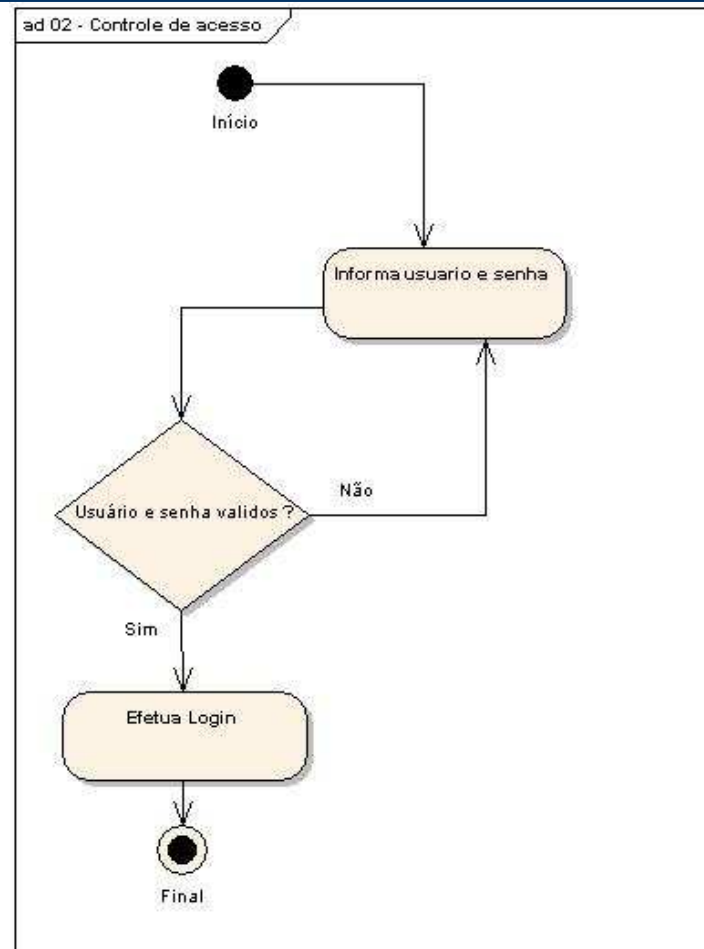 ad 02 - Controle de acesso
Início
Informa usuario e senha
Não
Usuário e senha validos ?
Sim
Efetua Login
Final